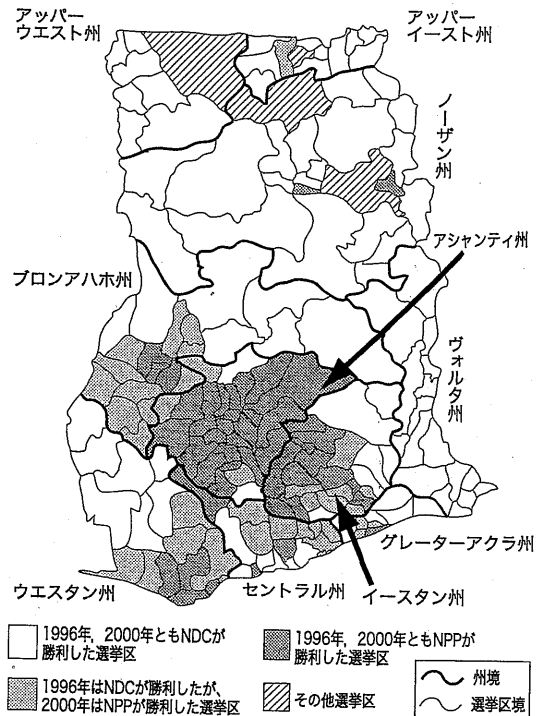 アッパー
ウエスト州
アッパー
イースト州
ノーザン州
アシャンティ州
ブロンアハホ州
ヴォルタ州
グレーターアクラ州
ウエスタン州
セントラル州
イースタン州
1996年，2000年ともNDCが
勝利した選挙区
1996年，2000年ともNPPが
勝利した選挙区
1996年はNDCが勝利したが、
2000年はNPPが勝利した選挙区
その他選挙区
州境
選挙区境